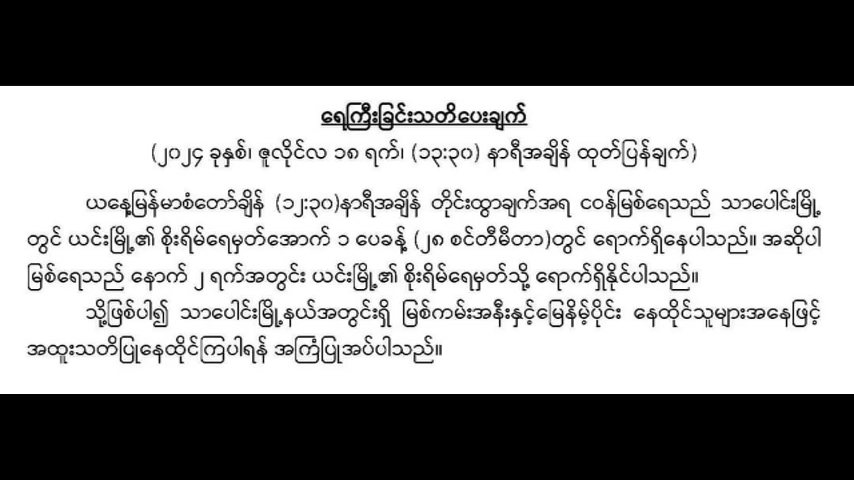 ရေကြီးခြင်းသတိပေးချက်
(၂၀၂၄ ခုနှစ်၊ ဇူလိုင်လ ၁၈ ရက်၊ (၁၃:၃၀) နာရီအချိန် ထုတ်ပြန်ချက်)
ယနေ့မြန်မာစံတော်ချိန် (၁၂:၃၀)နာရီအချိန် တိုင်းထွာချက်အရ ငဝန်မြစ်ရေသည် သာပေါင်းမြို့
တွင် ယင်းမြို့၏ စိုးရိမ်ရေမှတ်အောက် ၁ ပေခန့် (၂၈ စင်တီမီတာ)တွင် ရောက်ရှိနေပါသည်။ အဆိုပါ
မြစ်ရေသည် နောက် ၂ ရက်အတွင်း ယင်းမြို့၏ စိုးရိမ်ရေမှတ်သို့ ရောက်ရှိနိုင်ပါသည်။
သို့ဖြစ်ပါ၍ သာပေါင်းမြို့နယ်အတွင်းရှိ မြစ်ကမ်းအနီးနှင့်မြေနိမ့်ပိုင်း နေထိုင်သူများအနေဖြင့်
အထူးသတိပြုနေထိုင်ကြပါရန် အကြံပြုအပ်ပါသည်။